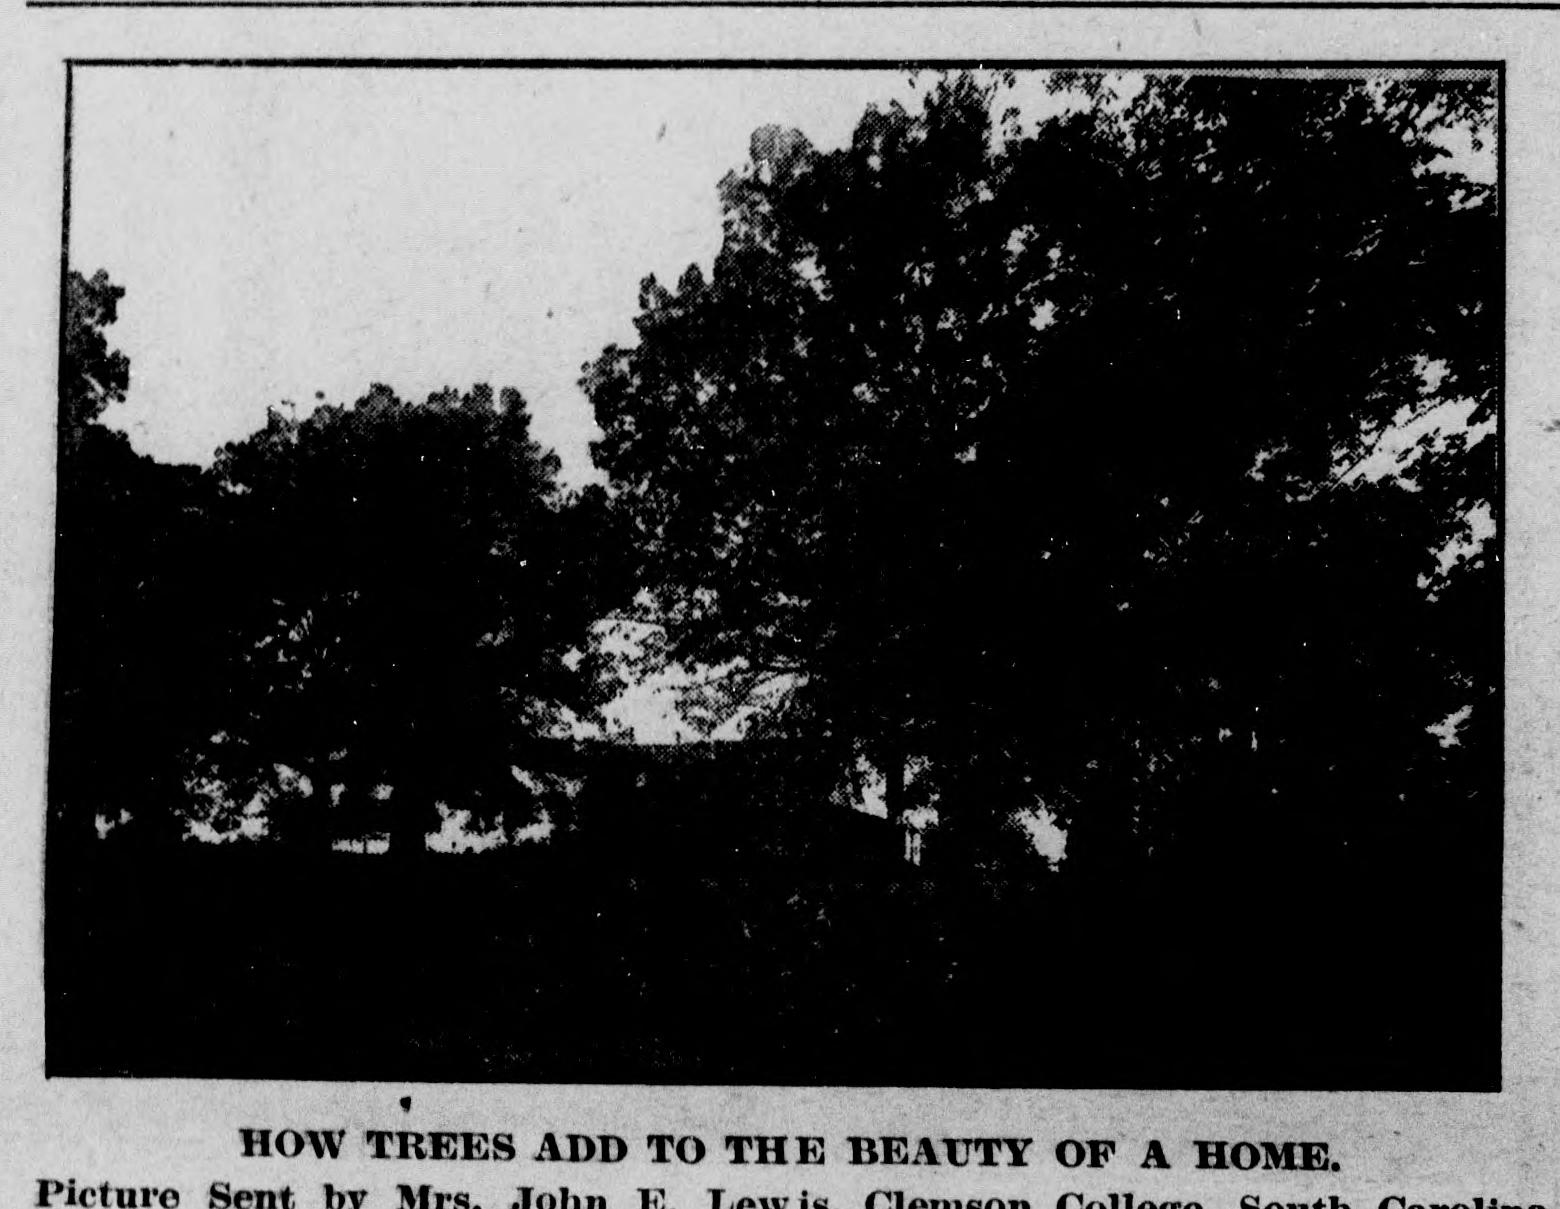 HOW TREES ADD TO THE BEAUTY OF A HOME.
Picture Sent by Mrs. John E. Lewis, Clemson College, South Carolina